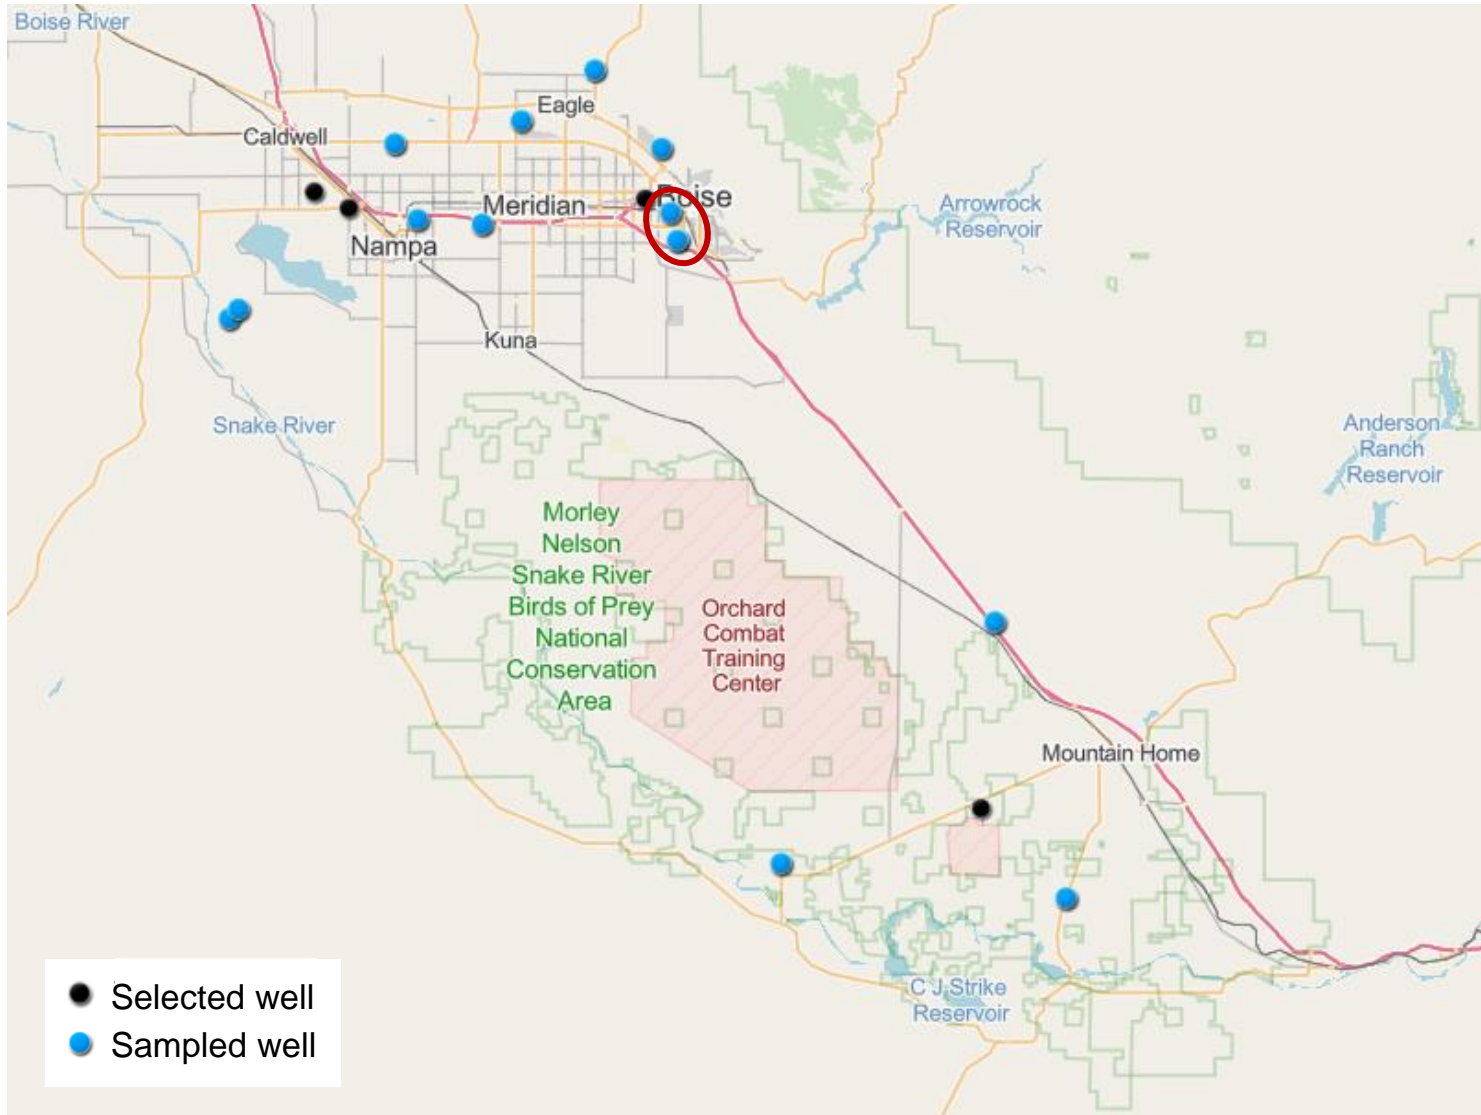 Boise River
Eagle
Caldwell
Boise
Meridian
Arrowrock
Reservoir
Nampa
Kuna
Snake River
Anderson
Ranch
Reservoir
Morley
Nelson
Snake River
Birds of Prey
National
Conservation
Area
Orchard
Combat
Training
Center
Mountain Home
C J Strike
Reservoir
Selected well
Sampled well